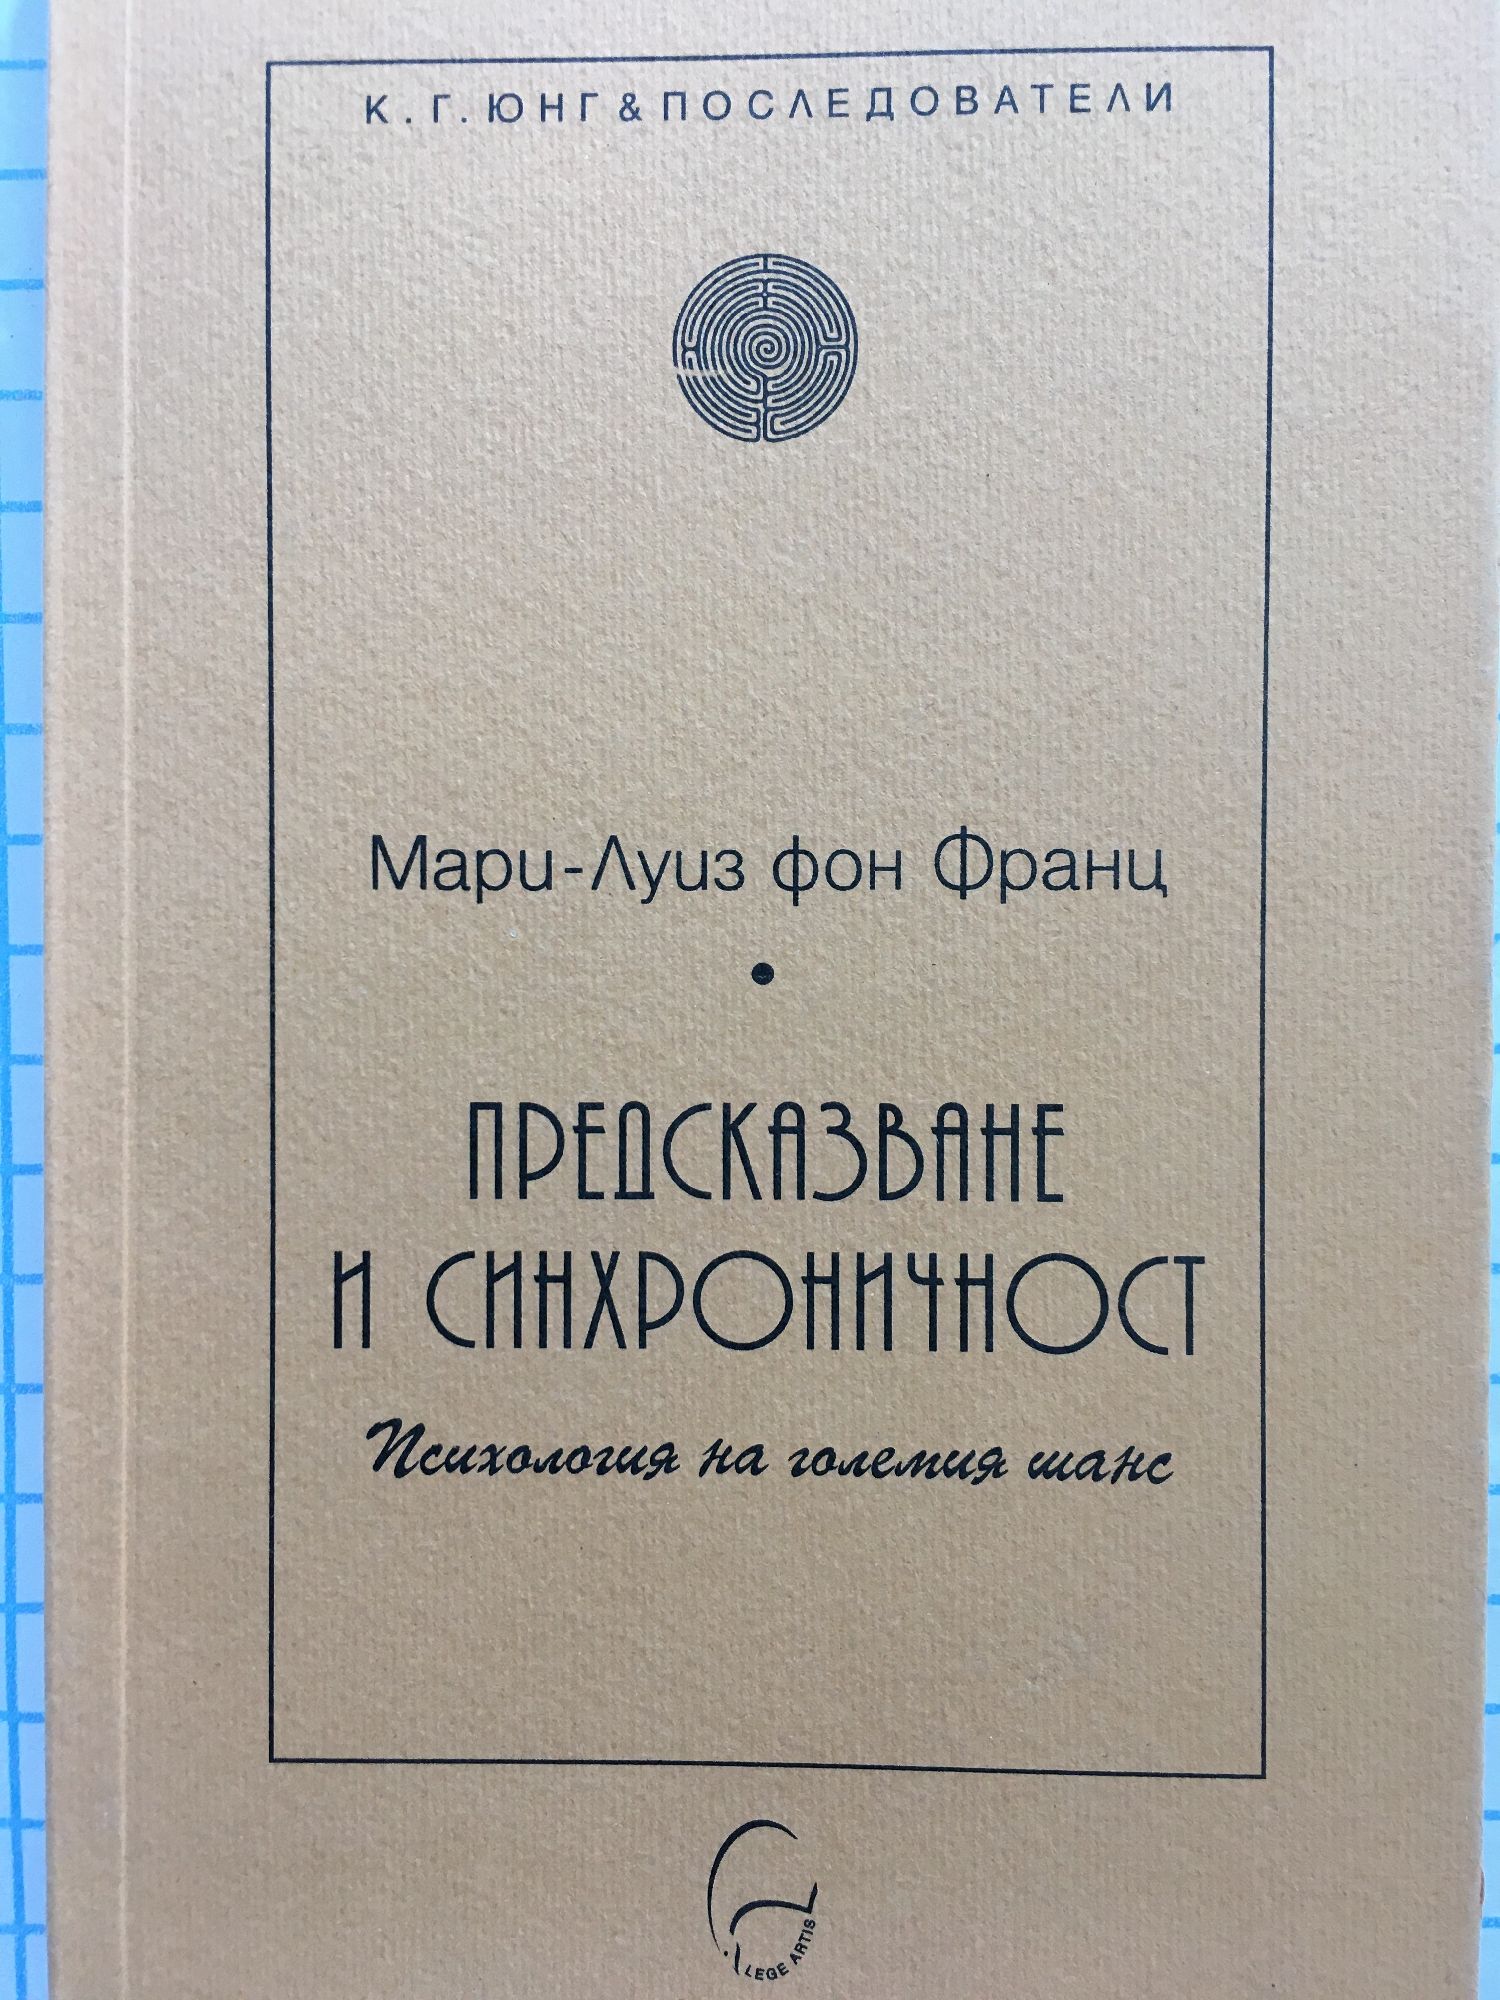 К. Г. ЮНГ & ПОСЛЕДОВАТЕЛИ
Мари-Луиз фон Франц
•
ПРЕДСКАЗВАНЕ
И СИНХРОНИЧНОСТ
Психология на големия шанс
LEGE ARTIS